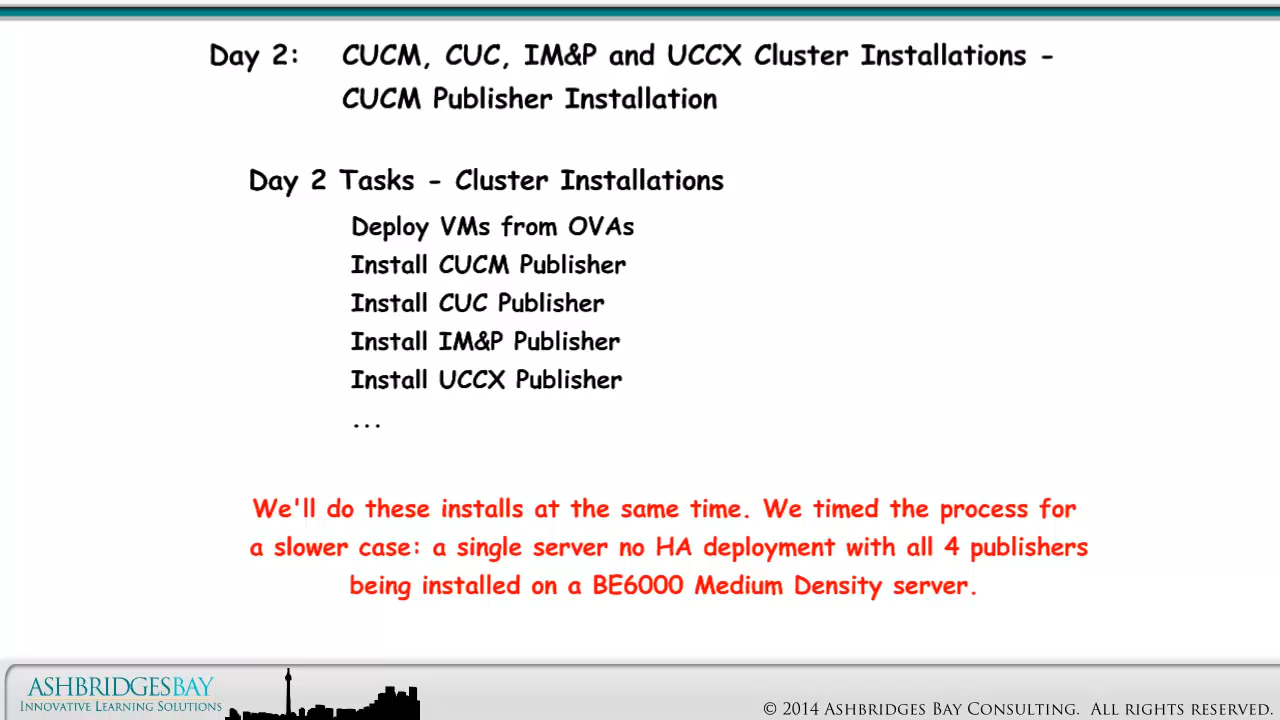 Day 2: CUCM, CUC, IM&P and UCCX Cluster Installations -
CUCM Publisher Installation
Day 2 Tasks - Cluster Installations
Deploy VMs from OVAs
Install CUCM Publisher
Install CUC Publisher
Install IM&P Publisher
Install UCCX Publisher
...
We'll do these installs at the same time. We timed the process for
a slower case: a single server no HA deployment with all 4 publishers
being installed on a BE6000 Medium Density server.
ASHBRIDGESBAY
INNOVATIVE LEARNING SOLUTIONS
© 2014 ASHBRIDGES BAY CONSULTING. ALL RIGHTS RESERVED.